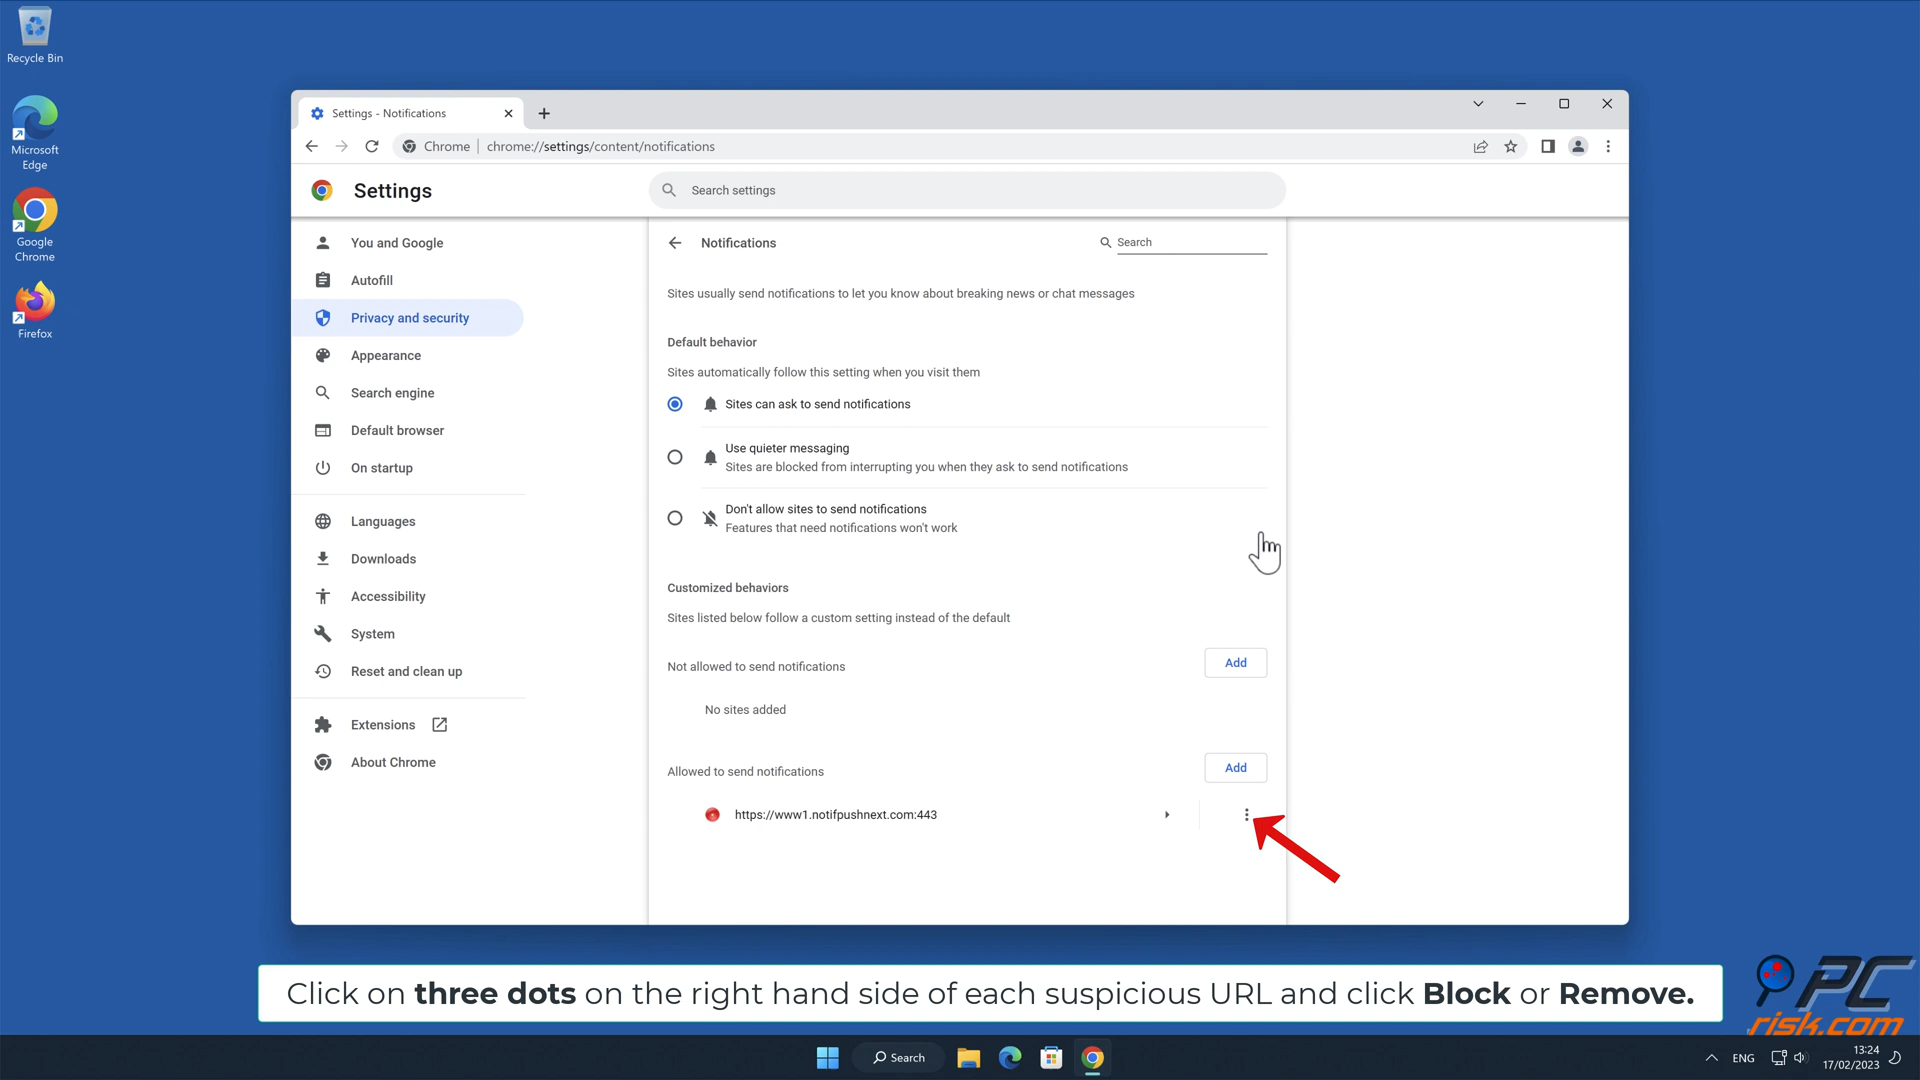 Recycle Bin
Microsoft
Edge
Google
Chrome
Firefox
Settings - Notifications
Chrome | chrome://settings/content/notifications
Settings
Search settings
You and Google
Autofill
Privacy and security
Appearance
Search engine
Default browser
On startup
Languages
Downloads
Accessibility
System
Reset and clean up
Extensions
About Chrome
Notifications
Search
Sites usually send notifications to let you know about breaking news or chat messages
Default behavior
Sites automatically follow this setting when you visit them
Sites can ask to send notifications
Use quieter messaging
Sites are blocked from interrupting you when they ask to send notifications
Don't allow sites to send notifications
Features that need notifications won't work
Customized behaviors
Sites listed below follow a custom setting instead of the default
Not allowed to send notifications
Add
No sites added
Allowed to send notifications
Add
https://www1.notifpushnext.com:443
Click on three dots on the right hand side of each suspicious URL and click Block or Remove.
PC
risk.com
Search
ENG
13:24
17/02/2023